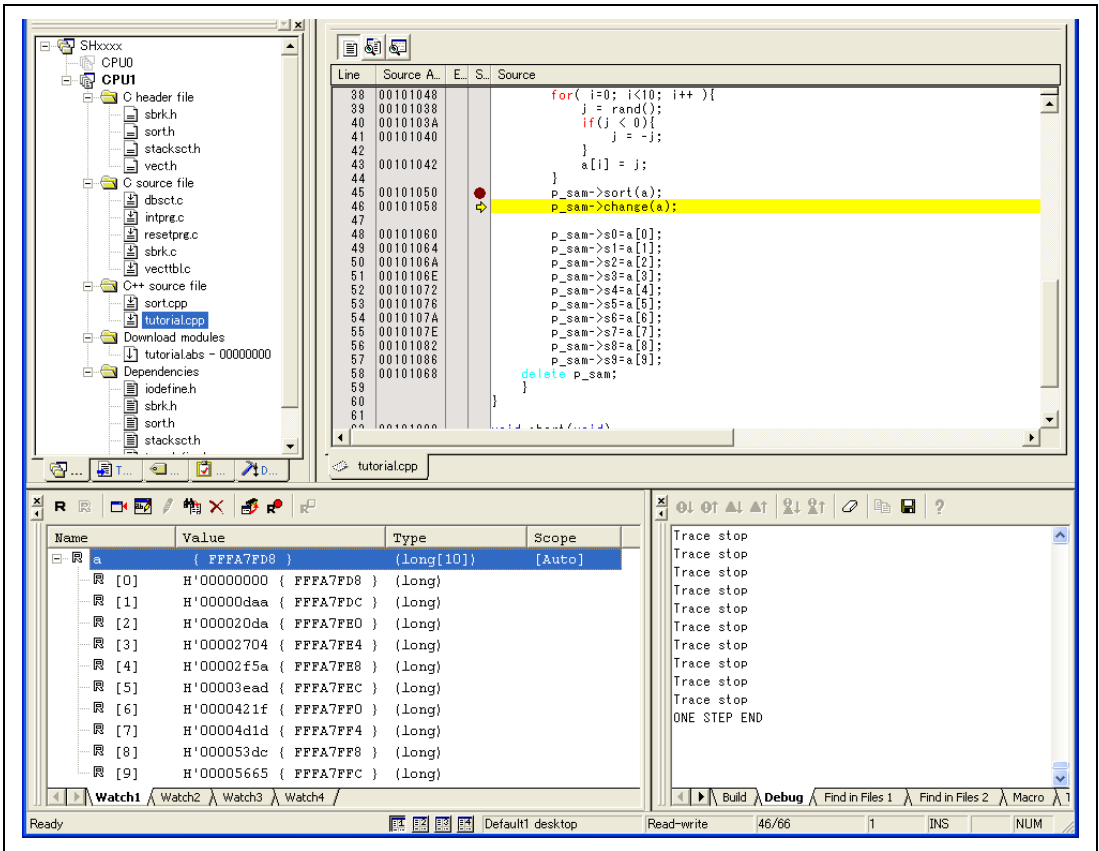 SHxxxx
CPU0
CPU1
C header file
sbrk.h
sort.h
stacksct.h
vect.h
C source file
dbsct.c
intprg.c
resetprg.c
sbrk.c
vecttbl.c
C++ source file
sort.cpp
tutorial.cpp
Download modules
tutorial.abs - 00000000
Dependencies
iodefine.h
sbrk.h
sort.h
stacksct.h
... T... ... ... D...
Line Source A... E... S... Source
38 00101048 for( i=0; i<10; i++ ){
39 00101038 j = rand();
40 0010103A if(j < 0){
41 00101040 j = -j;
42 }
43 00101042 a[i] = j;
44 }
45 00101050 p_sam->sort(a);
46 00101058 p_sam->change(a);
47
48 00101060 p_sam->s0=a[0];
49 00101064 p_sam->s1=a[1];
50 0010106A p_sam->s2=a[2];
51 0010106E p_sam->s3=a[3];
52 00101072 p_sam->s4=a[4];
53 00101076 p_sam->s5=a[5];
54 0010107A p_sam->s6=a[6];
55 0010107E p_sam->s7=a[7];
56 00101082 p_sam->s8=a[8];
57 00101086 p_sam->s9=a[9];
58 00101068 delete p_sam;
59 }
60 }
61
tutorial.cpp
Name Value Type Scope
R a { FFFA7FD8 } (long[10]) [Auto]
R [0] H'00000000 { FFFA7FD8 } (long)
R [1] H'00000daa { FFFA7FDC } (long)
R [2] H'000020da { FFFA7FE0 } (long)
R [3] H'00002704 { FFFA7FE4 } (long)
R [4] H'00002f5a { FFFA7FE8 } (long)
R [5] H'00003ead { FFFA7FEC } (long)
R [6] H'0000421f { FFFA7FF0 } (long)
R [7] H'00004d1d { FFFA7FF4 } (long)
R [8] H'000053dc { FFFA7FF8 } (long)
R [9] H'00005665 { FFFA7FFC } (long)
Watch1 Watch2 Watch3 Watch4
Trace stop
Trace stop
Trace stop
Trace stop
Trace stop
Trace stop
Trace stop
Trace stop
Trace stop
Trace stop
ONE STEP END
Build Debug Find in Files 1 Find in Files 2 Macro
Ready Default1 desktop Read-write 46/66 1 INS NUM